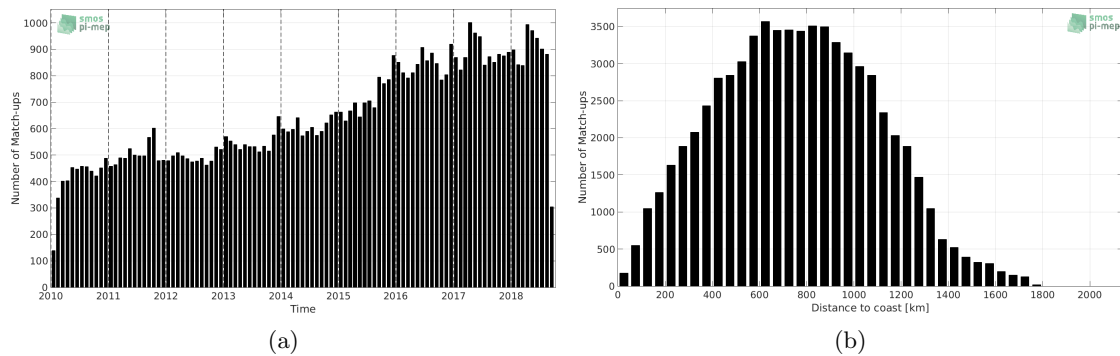 smos
pi-mep
1000
900
800
700
600
500
400
300
200
100
0
Number of Match-ups
2010 2011 2012 2013 2014 2015 2016 2017 2018
Time
(a)
smos
pi-mep
3500
3000
2500
2000
1500
1000
500
0
Number of Match-ups
0 200 400 600 800 1000 1200 1400 1600 1800 2000
Distance to coast [km]
(b)